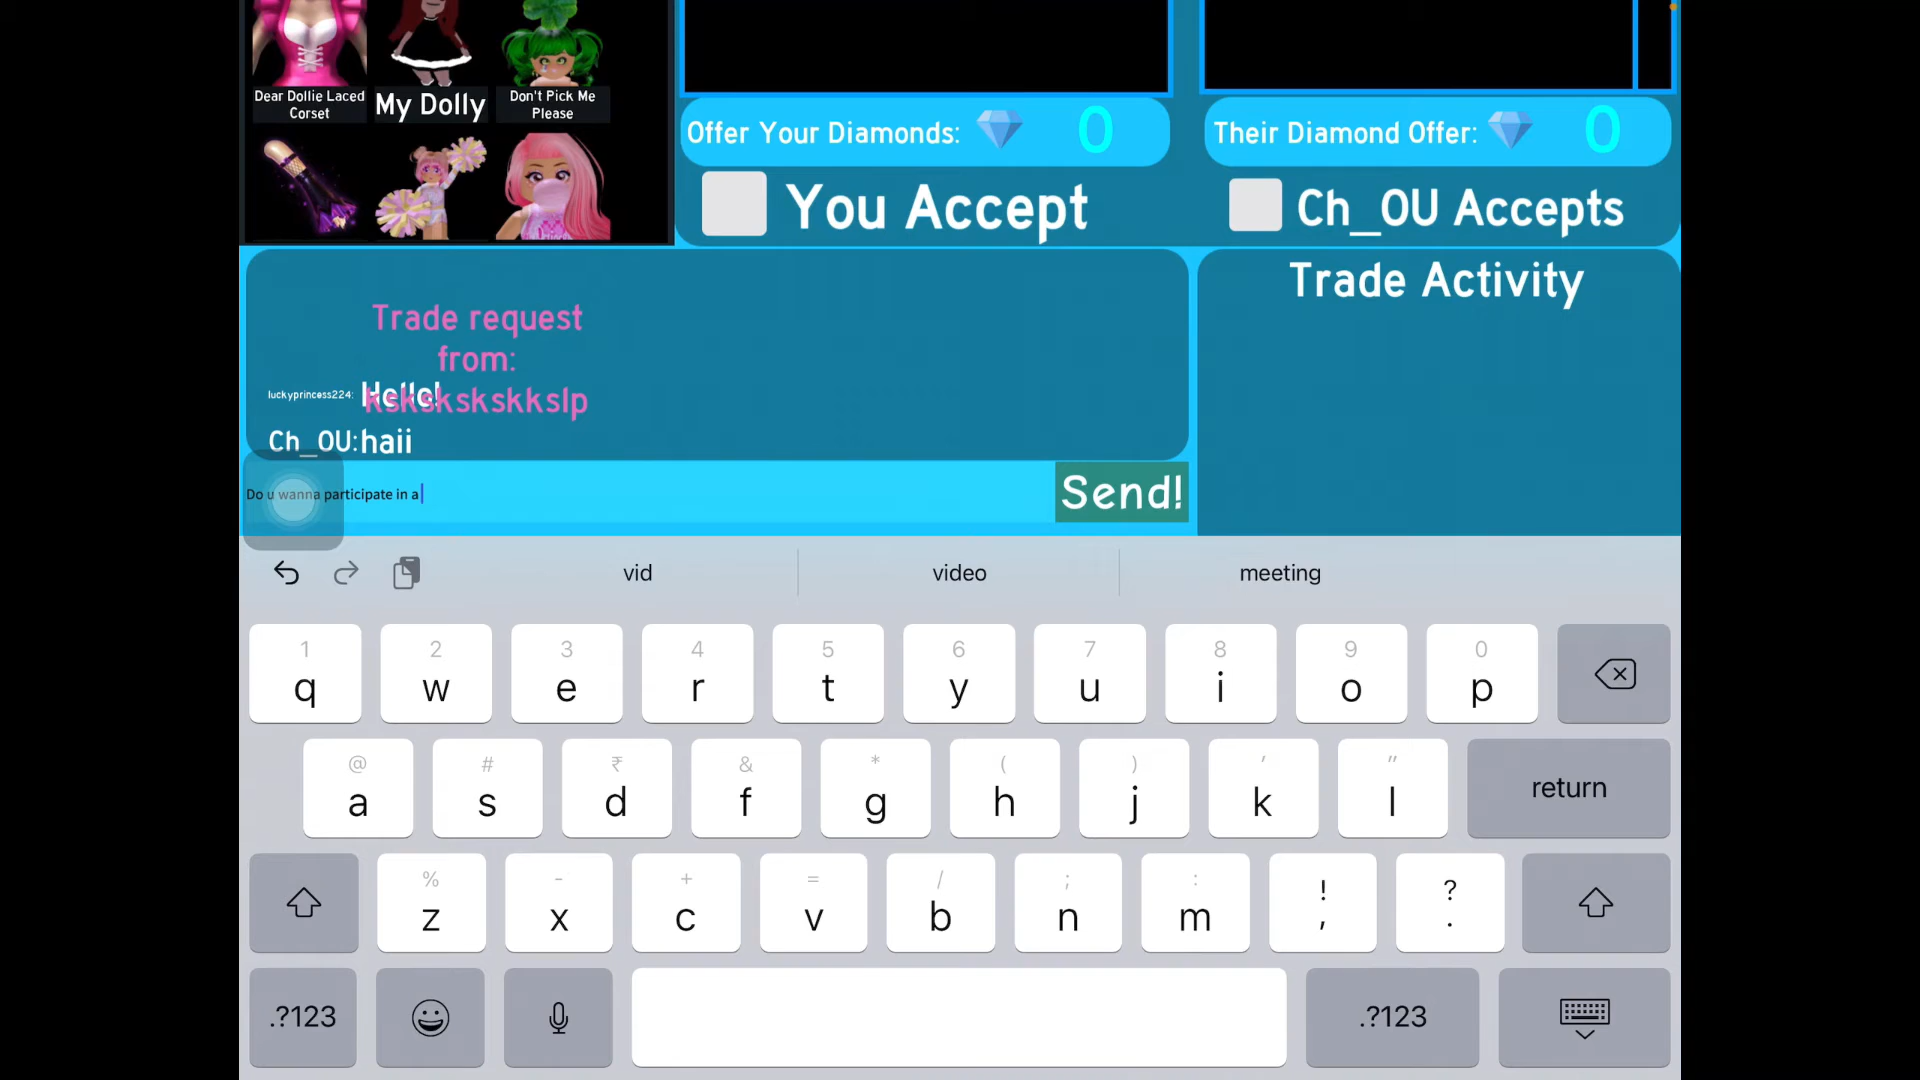 Dear Dollie Laced
Corset
My Dolly
Don't Pick Me
Please
Offer Your Diamonds: 0
Their Diamond Offer: 0
You Accept
Ch_OU Accepts
Trade Activity
Trade request
from:
kskskskskkslp
luckyprincess224: Hello!
Ch_OU: haii
Do u wanna participate in a
Send!
vid
video
meeting
1 2 3 4 5 6 7 8 9 0
q w e r t y u i o p
@ # ₹ & * ( ) ' "
a s d f g h j k l return
% - + = / ; : ! ?
z x c v b n m , .
.?123 .?123